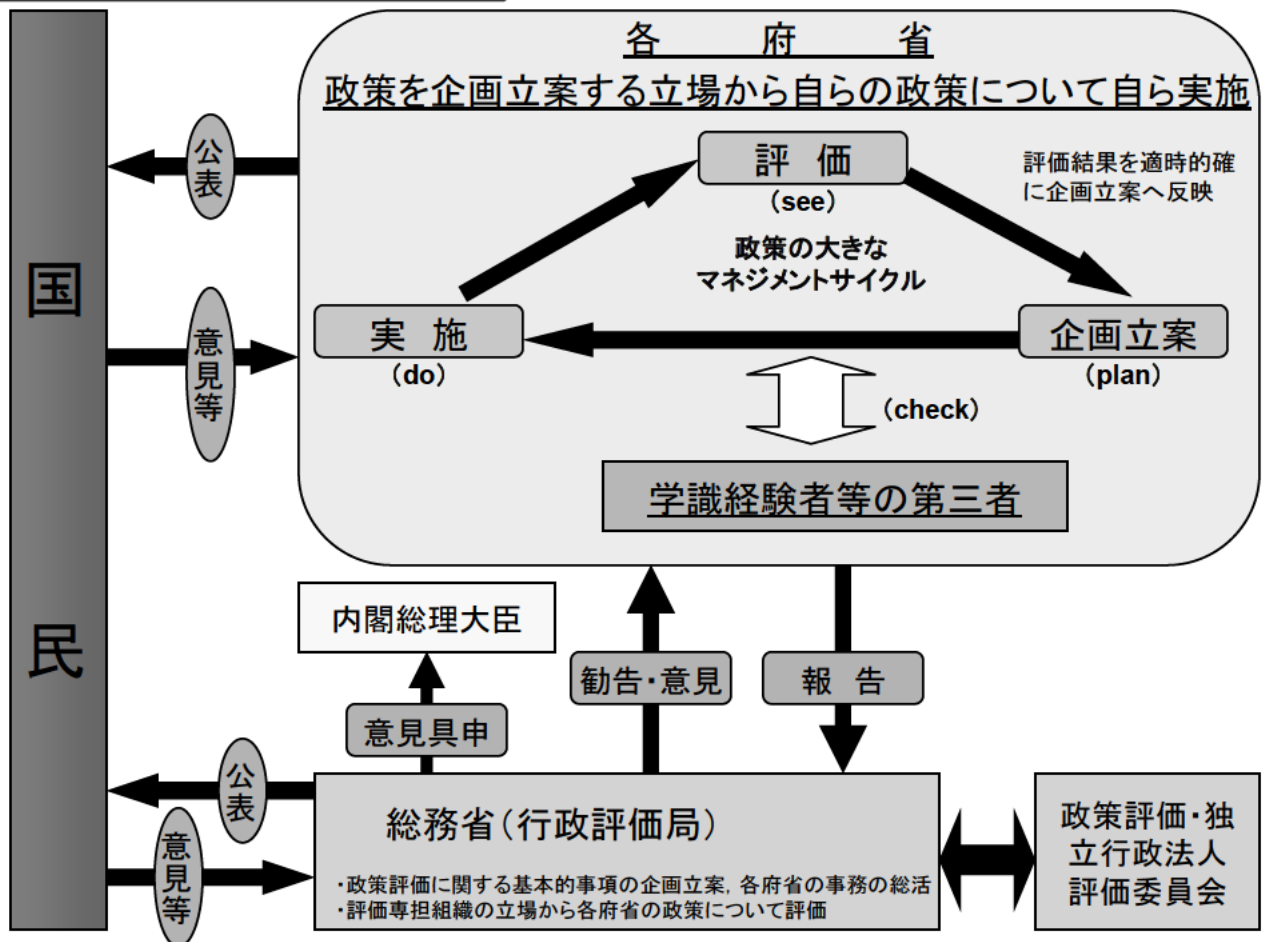 各府省
政策を企画立案する立場から自らの政策について自ら実施
公表
評価
(see)
評価結果を適時的確
に企画立案へ反映
政策の大きな
マネジメントサイクル
国民
意見等
実施
(do)
企画立案
(plan)
(check)
学識経験者等の第三者
内閣総理大臣
勧告・意見
報告
意見具申
公表
意見等
総務省(行政評価局)
・政策評価に関する基本的事項の企画立案,各府省の事務の総活
・評価専担組織の立場から各府省の政策について評価
政策評価・独
立行政法人
評価委員会